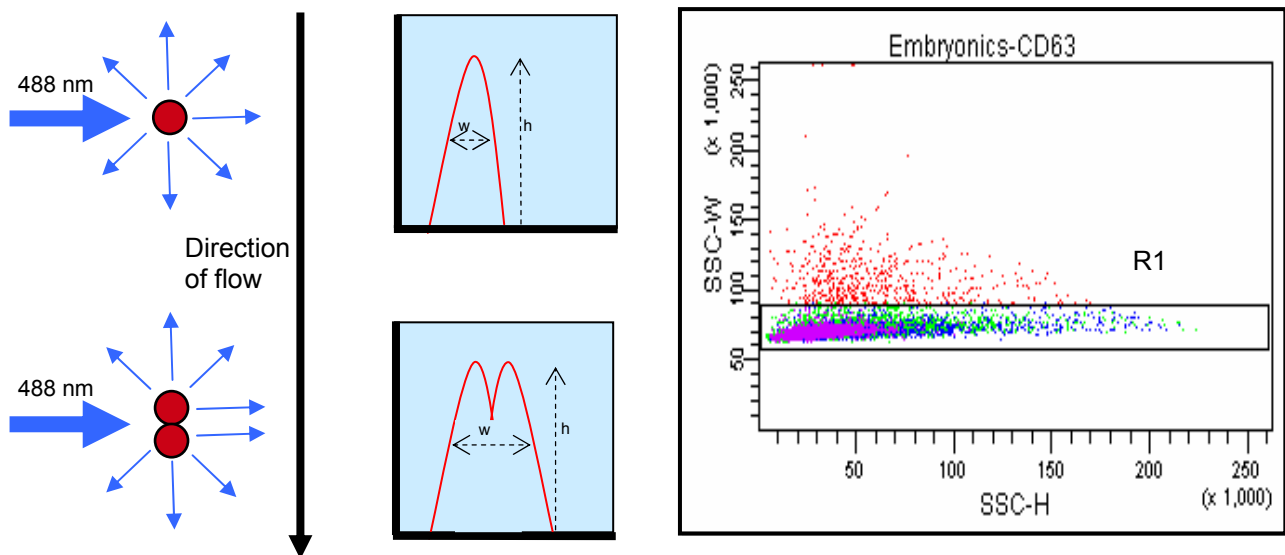 488 nm
Direction
of flow
488 nm
w
h
w
h
Embryonics-CD63
(x 1,000)
SSC-W
250
200
150
100
50
R1
50
100
150
200
250
SSC-H
(x 1,000)